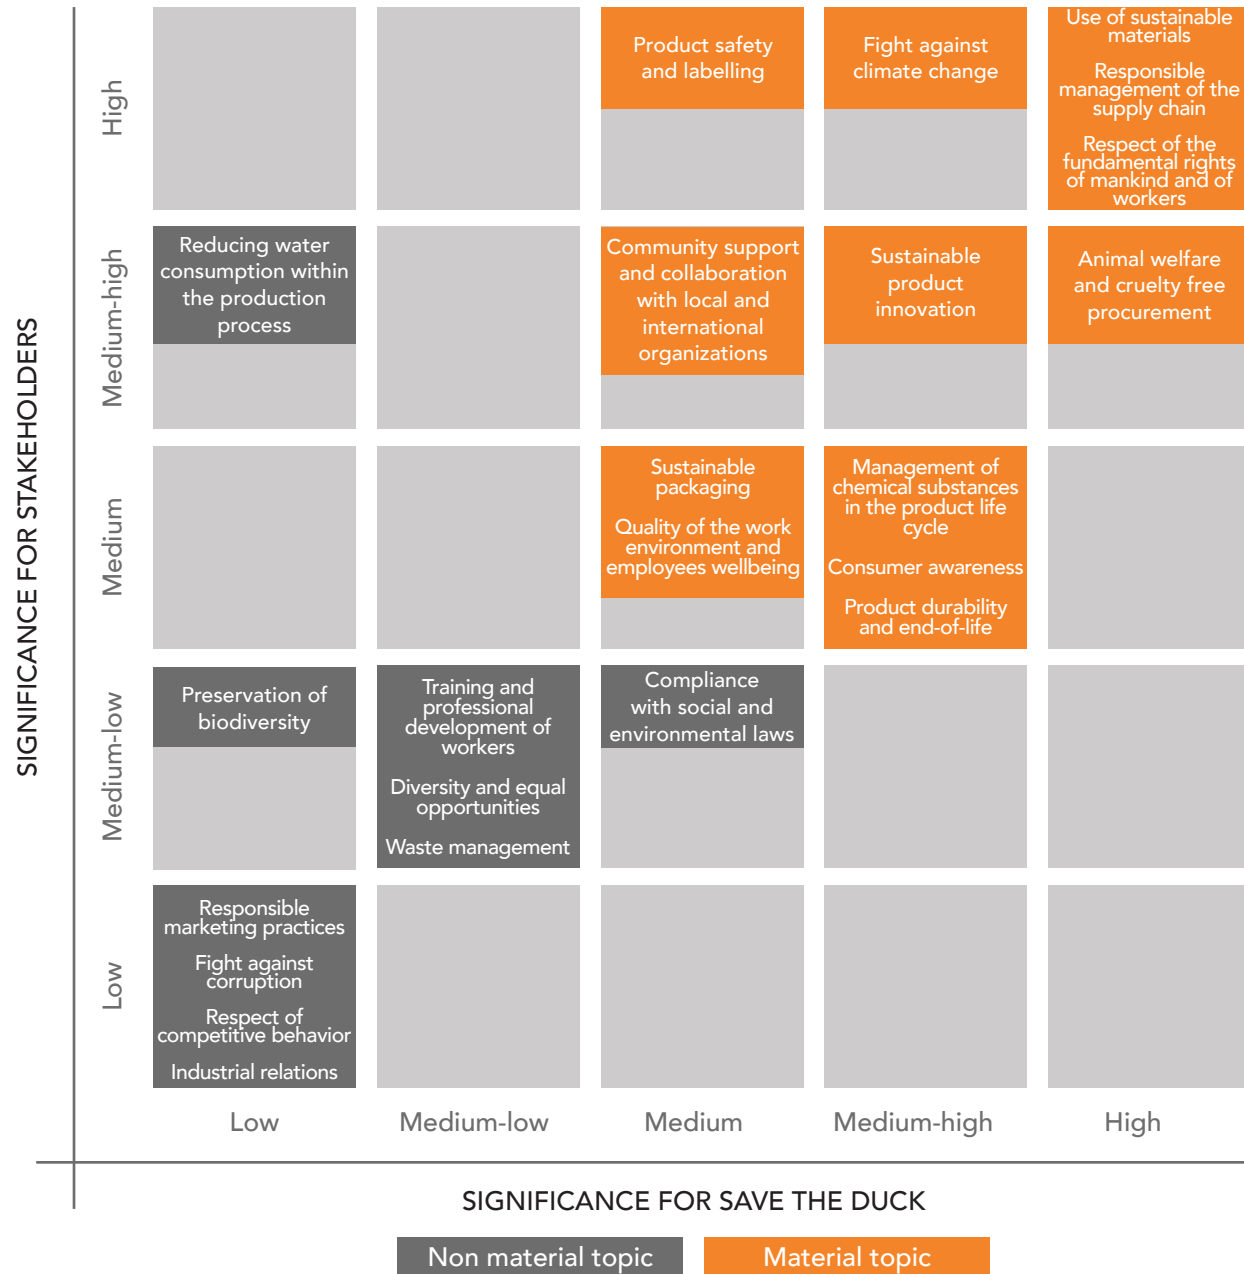 SIGNIFICANCE FOR STAKEHOLDERS
High
Product safety
and labelling
Fight against
climate change
Use of sustainable
materials
Responsible
management of the
supply chain
Respect of the
fundamental rights
of mankind and of
workers
Medium-high
Reducing water
consumption within
the production
process
Community support
and collaboration
with local and
international
organizations
Sustainable
product
innovation
Animal welfare
and cruelty free
procurement
Medium
Sustainable
packaging
Quality of the work
environment and
employees wellbeing
Management of
chemical substances
in the product life
cycle
Consumer awareness
Product durability
and end-of-life
Medium-low
Preservation of
biodiversity
Training and
professional
development of
workers
Diversity and equal
opportunities
Waste management
Compliance
with social and
environmental laws
Low
Responsible
marketing practices
Fight against
corruption
Respect of
competitive behavior
Industrial relations
Low
Medium-low
Medium
Medium-high
High
SIGNIFICANCE FOR SAVE THE DUCK
Non material topic
Material topic